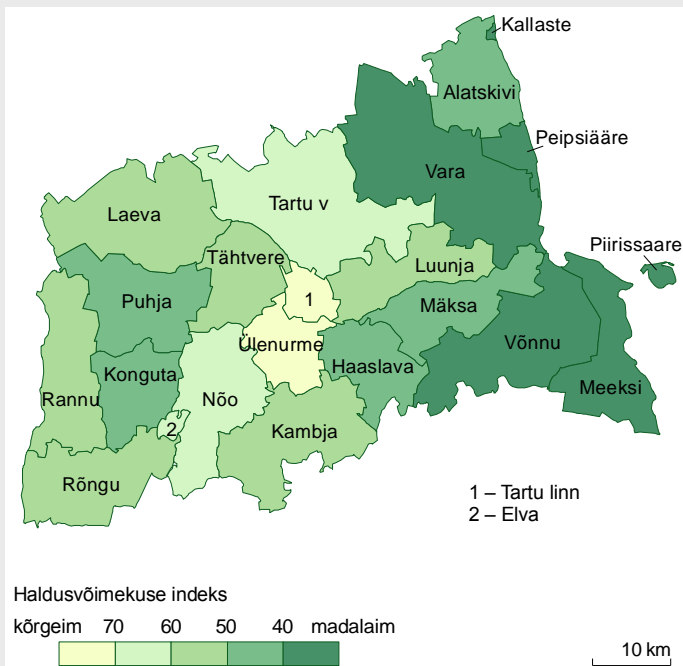 Kallaste
Alatskivi
Peipsiääre
Vara
Laeva
Tartu v
Tähtvere
Luunja
Piirissaare
Puhja
1
Mäksa
Ülenurme
Võnnu
Konguta
Haaslava
Rannu
Nõo
Meeksi
2
Kambja
Rõngu
1 – Tartu linn
2 – Elva
Haldusvõimekuse indeks
kõrgeim 70 60 50 40 madalaim
10 km